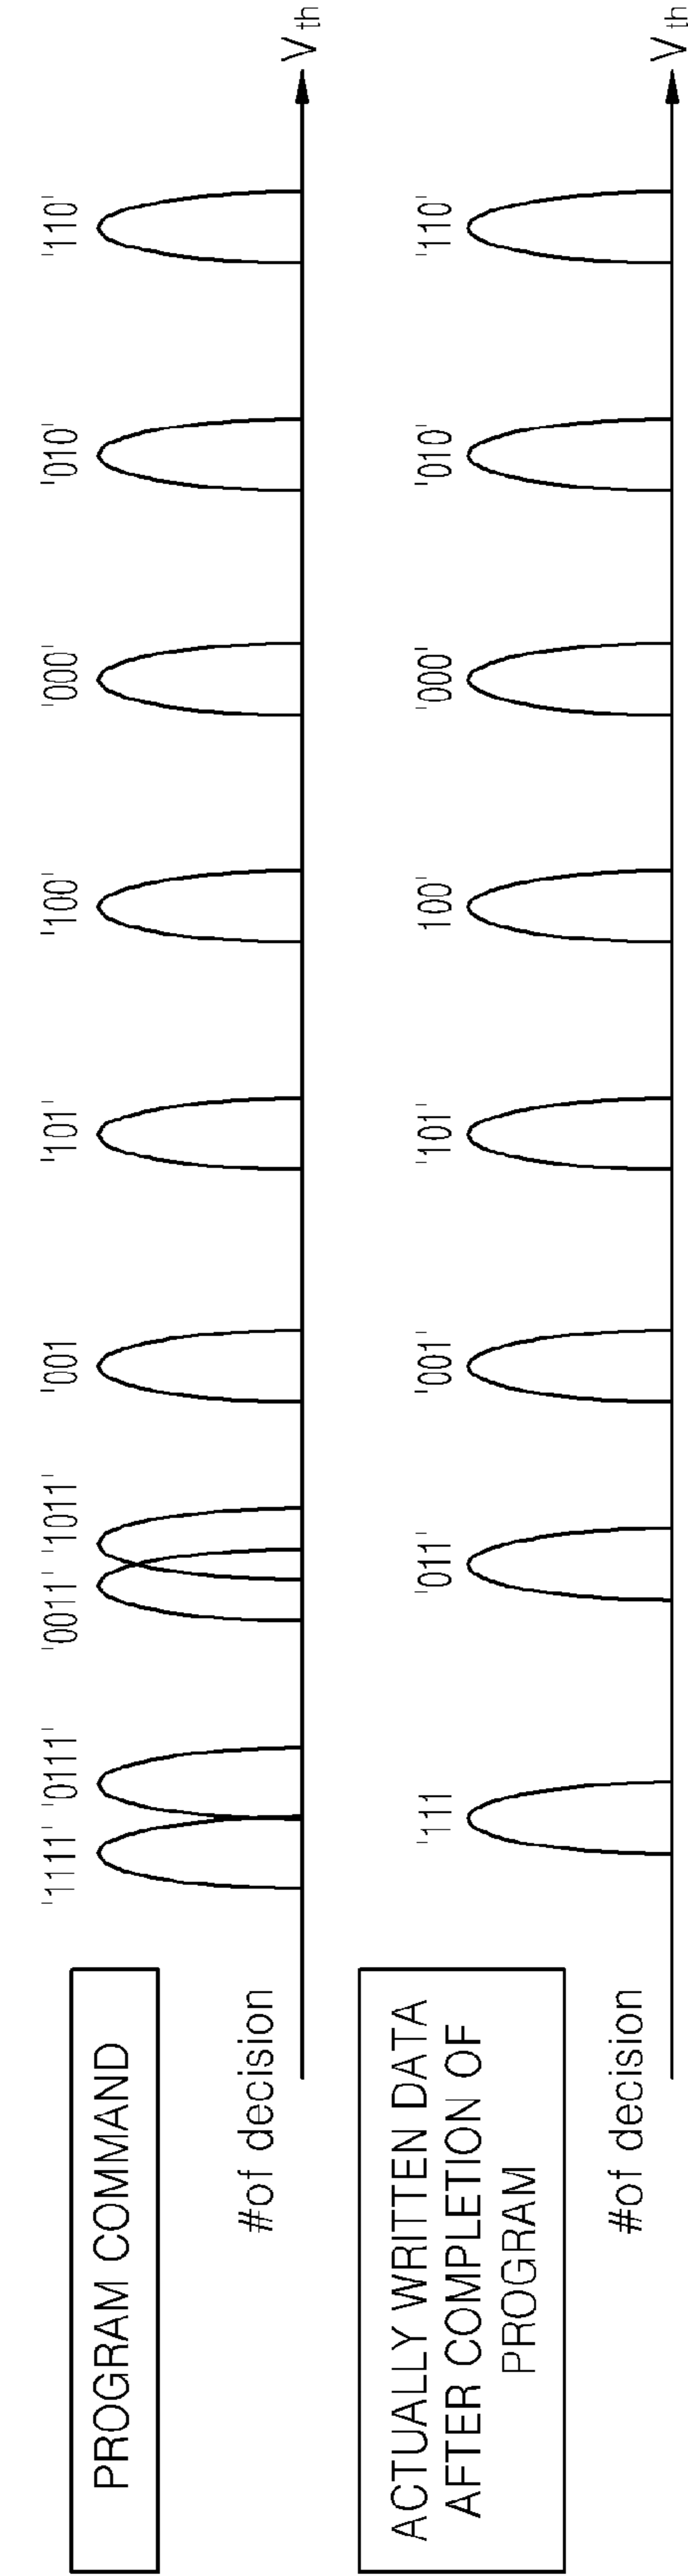 PROGRAM COMMAND
#of decision
'1111' '0111' '0011' '1011' '001 '101' '100' '000' '010' '110'
Vth
ACTUALLY WRITTEN DATA
AFTER COMPLETION OF
PROGRAM
#of decision
'111 '011' '001' '101' 100' '000' '010' '110'
Vth